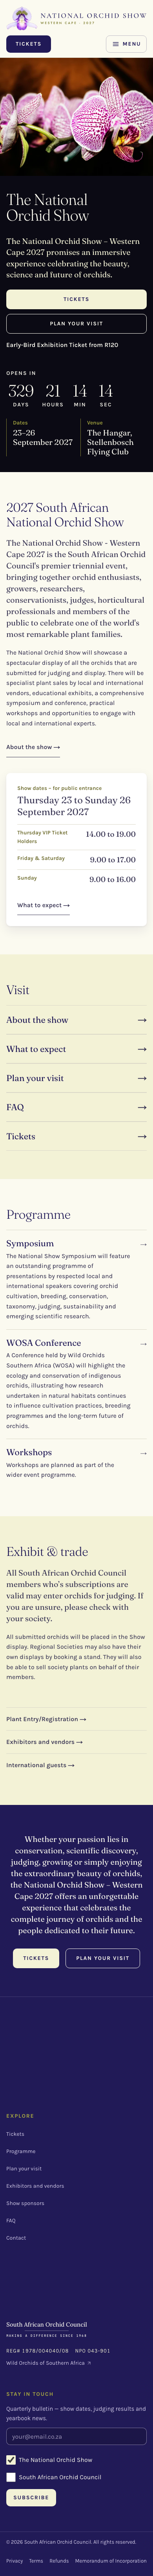 NATIONAL ORCHID SHOW
WESTERN CAPE · 2027
TICKETS
MENU
The National
Orchid Show
The National Orchid Show – Western
Cape 2027 promises an immersive
experience celebrating the beauty,
science and future of orchids.
TICKETS
PLAN YOUR VISIT
Early-Bird Exhibition Ticket from R120
OPENS IN
329 21 14 14
DAYS HOURS MIN SEC
Dates
23–26
September 2027
Venue
The Hangar,
Stellenbosch
Flying Club
2027 South African
National Orchid Show
The National Orchid Show - Western
Cape 2027 is the South African Orchid
Council's premier triennial event,
bringing together orchid enthusiasts,
growers, researchers,
conservationists, judges, horticultural
professionals and members of the
public to celebrate one of the world's
most remarkable plant families.
The National Orchid Show will showcase a
spectacular display of all the orchids that are
submitted for judging and display. There will be
specialist plant sales by local and international
vendors, educational exhibits, a comprehensive
symposium and conference, practical
workshops and opportunities to engage with
local and international experts.
About the show →
Show dates – for public entrance
Thursday 23 to Sunday 26
September 2027
Thursday VIP Ticket
Holders
14.00 to 19.00
Friday & Saturday
9.00 to 17.00
Sunday
9.00 to 16.00
What to expect →
Visit
About the show →
What to expect →
Plan your visit →
FAQ →
Tickets →
Programme
Symposium →
The National Show Symposium will feature
an outstanding programme of
presentations by respected local and
international speakers covering orchid
cultivation, breeding, conservation,
taxonomy, judging, sustainability and
emerging scientific research.
WOSA Conference →
A Conference held by Wild Orchids
Southern Africa (WOSA) will highlight the
ecology and conservation of indigenous
orchids, illustrating how research
undertaken in natural habitats continues
to influence cultivation practices, breeding
programmes and the long-term future of
orchids.
Workshops →
Workshops are planned as part of the
wider event programme.
Exhibit & trade
All South African Orchid Council
members who's subscriptions are
valid may enter orchids for judging. If
you are unsure, please check with
your society.
All submitted orchids will be placed in the Show
display. Regional Societies may also have their
own displays by booking a stand. They will also
be able to sell society plants on behalf of their
members.
Plant Entry/Registration →
Exhibitors and vendors →
International guests →
Whether your passion lies in
conservation, scientific discovery,
judging, growing or simply enjoying
the extraordinary beauty of orchids,
the National Orchid Show – Western
Cape 2027 offers an unforgettable
experience that celebrates the
complete journey of orchids and the
people dedicated to their future.
TICKETS
PLAN YOUR VISIT
EXPLORE
Tickets
Programme
Plan your visit
Exhibitors and vendors
Show sponsors
FAQ
Contact
South African Orchid Council
MAKING A DIFFERENCE SINCE 1968
REG# 1978/004040/08 NPO 043-901
Wild Orchids of Southern Africa ↗
STAY IN TOUCH
Quarterly bulletin — show dates, judging results and
yearbook news.
your@email.co.za
The National Orchid Show
South African Orchid Council
SUBSCRIBE
© 2026 South African Orchid Council. All rights reserved.
Privacy Terms Refunds Memorandum of Incorporation